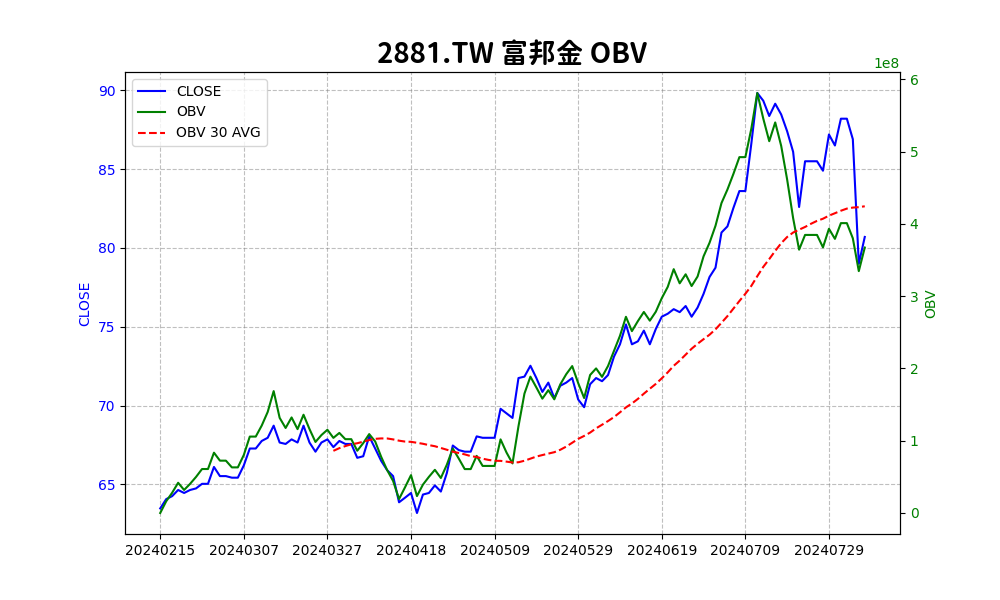 2881.TW 富邦金 OBV
1e8
CLOSE
OBV
OBV 30 AVG
90
85
80
75
70
65
CLOSE
6
5
4
3
2
1
0
OBV
20240215 20240307 20240327 20240418 20240509 20240529 20240619 20240709 20240729